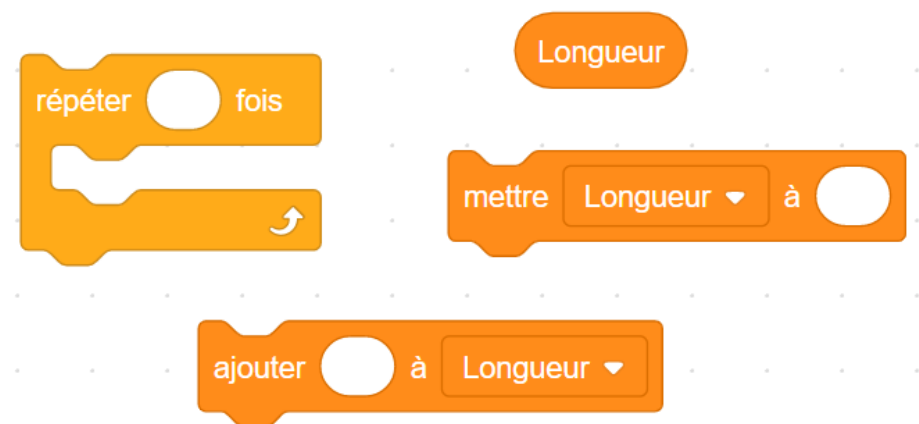 Longueur
répéter fois
mettre Longueur à
ajouter à Longueur